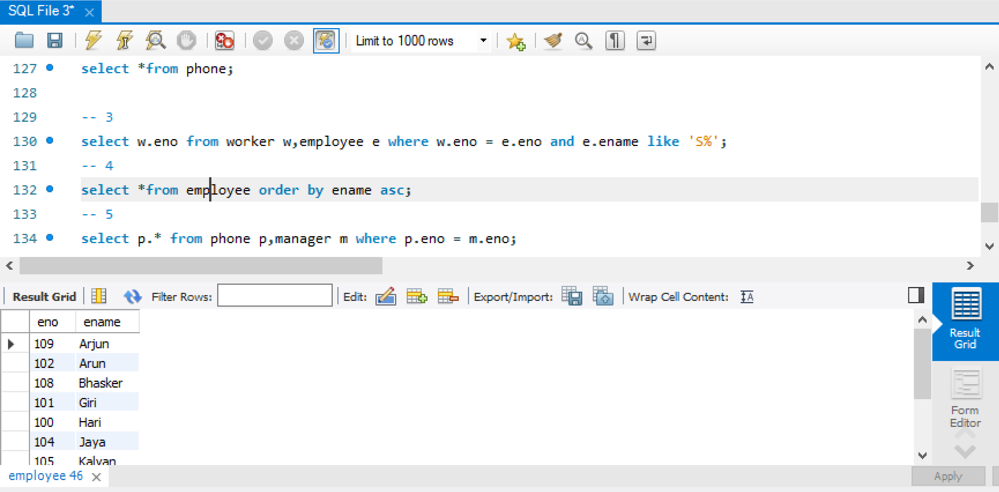 SQL File 3*
Limit to 1000 rows
127 select *from phone;
128
129 -- 3
130 select w.eno from worker w,employee e where w.eno = e.eno and e.ename like 'S%';
131 -- 4
132 select *from employee order by ename asc;
133 -- 5
134 select p.* from phone p,manager m where p.eno = m.eno;
Result Grid Filter Rows: Edit: Export/Import: Wrap Cell Content:
eno ename
109 Arjun
102 Arun
108 Bhasker
101 Giri
100 Hari
104 Jaya
105 Kalyan
Result
Grid
Form
Editor
employee 46
Apply